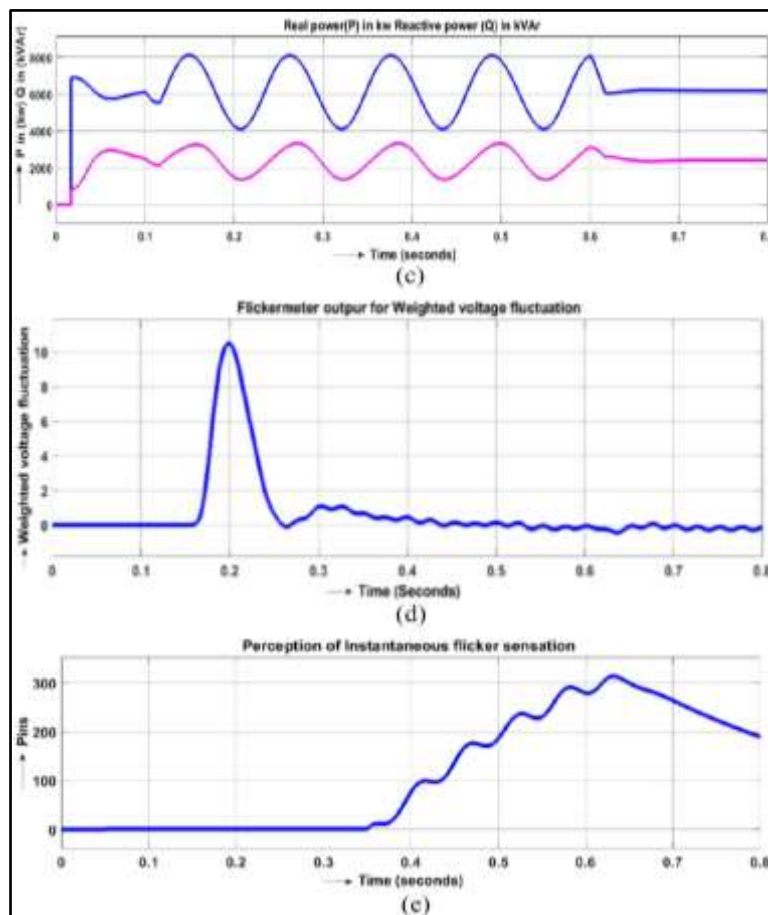 Real power(P) in kw Reactive power (Q) in kVAr
P in (kw) Q in (kVAr)
8000
6000
4000
2000
0
0 0.1 0.2 0.3 0.4 0.5 0.6 0.7 0.8
Time (seconds)
(c)
Flickermeter outpur for Weighted voltage fluctuation
Weighted voltage fluctuation
10
8
6
4
2
0
0 0.1 0.2 0.3 0.4 0.5 0.6 0.7 0.8
Time (Seconds)
(d)
Perception of Instantaneous flicker sensation
Pins
300
200
100
0
0 0.1 0.2 0.3 0.4 0.5 0.6 0.7 0.8
Time (seconds)
(e)